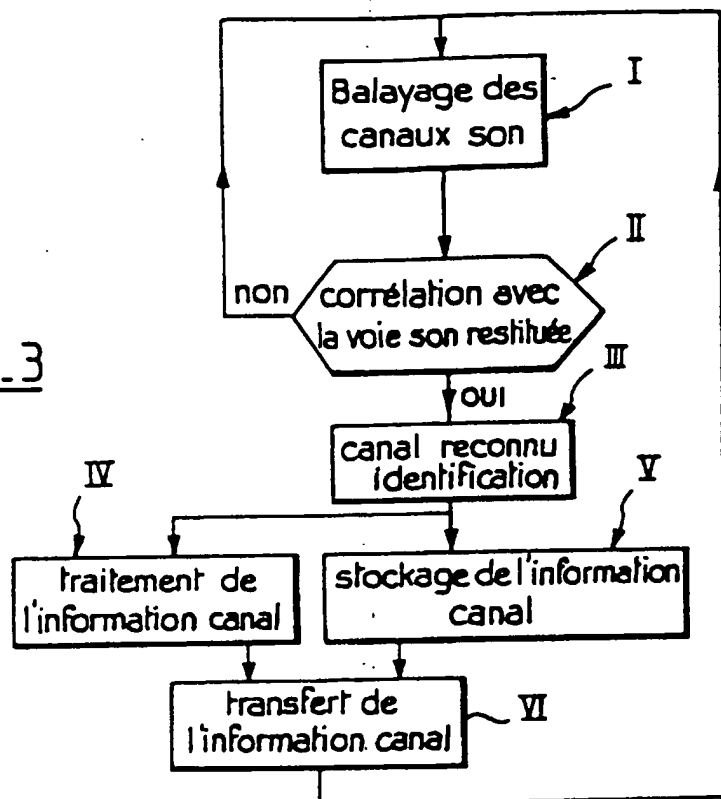 Balayage des
canaux son
I
II
non
corrélation avec
la voie son restituée
.3
III
oui
canal reconnu
identification
IV
V
traitement de
l'information canal
stockage de l'information
canal
transfert de
l'information canal
VI